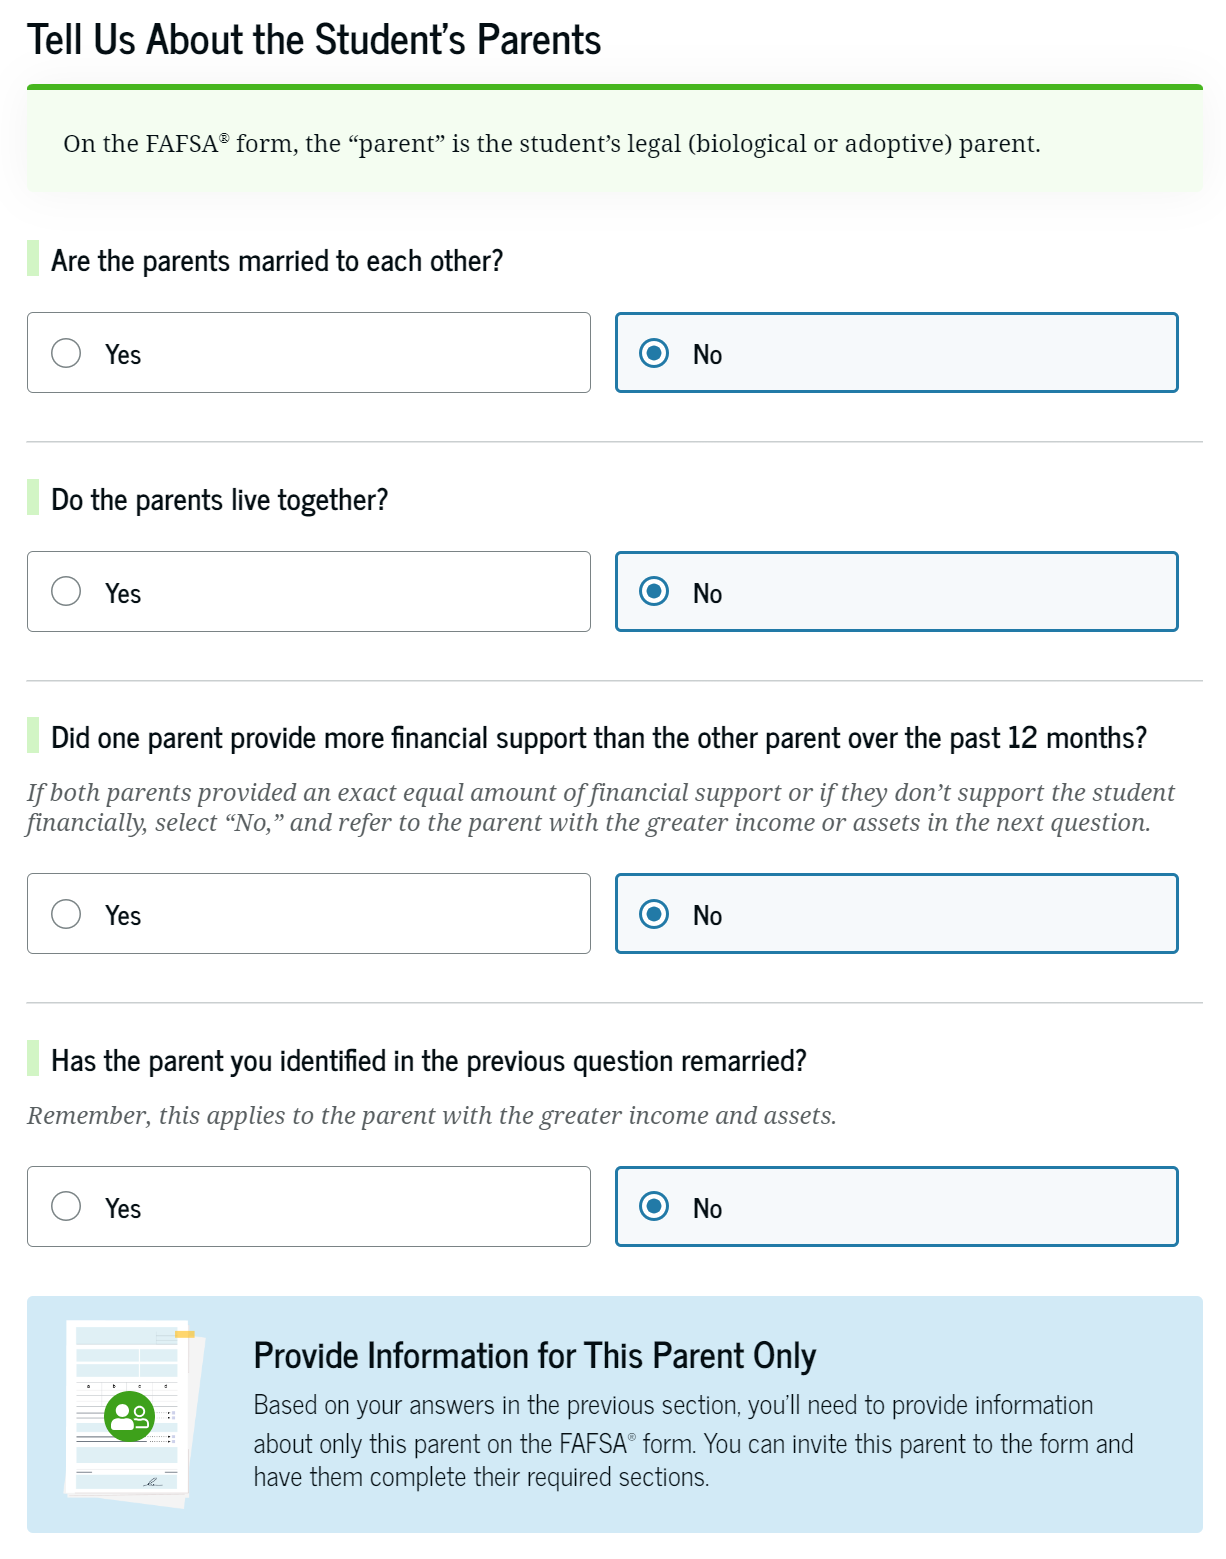 Tell Us About the Student's Parents
On the FAFSA® form, the “parent” is the student’s legal (biological or adoptive) parent.
Are the parents married to each other?
Yes
No
Do the parents live together?
Yes
No
Did one parent provide more financial support than the other parent over the past 12 months?
If both parents provided an exact equal amount of financial support or if they don’t support the student
financially, select “No,” and refer to the parent with the greater income or assets in the next question.
Yes
No
Has the parent you identified in the previous question remarried?
Remember, this applies to the parent with the greater income and assets.
Yes
No
Provide Information for This Parent Only
Based on your answers in the previous section, you’ll need to provide information
about only this parent on the FAFSA® form. You can invite this parent to the form and
have them complete their required sections.